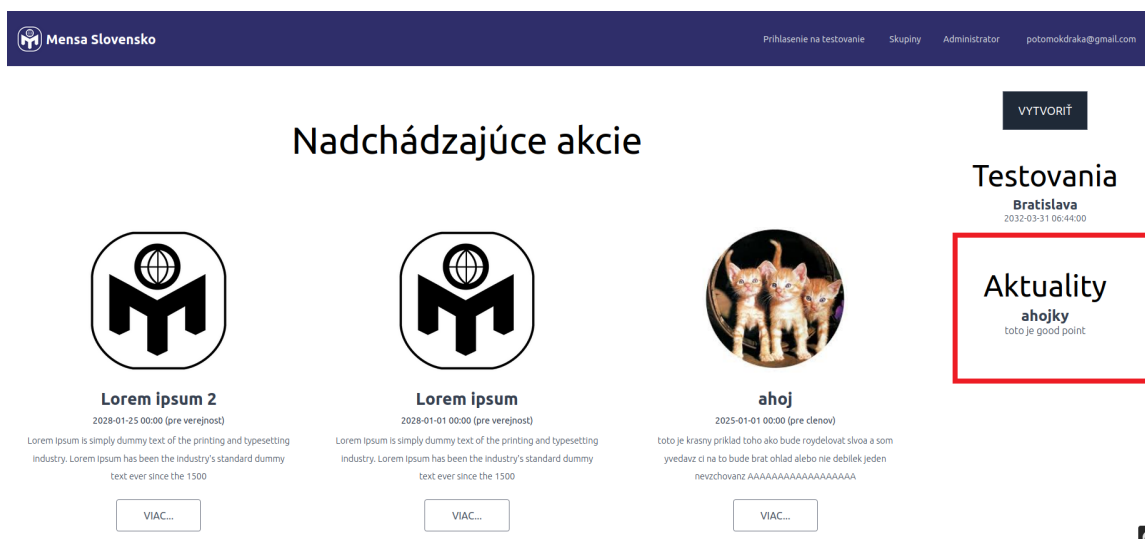 Mensa Slovensko
Prihlasenie na testovanie
Skupiny
Administrator
potomokdraka@gmail.com
VYTVORIŤ
Nadchádzajúce akcie
Testovania
Bratislava
2032-03-31 06:44:00
Aktuality
ahojky
toto je good point
Lorem ipsum 2
2028-01-25 00:00 (pre verejnost)
Lorem Ipsum is simply dummy text of the printing and typesetting
industry. Lorem Ipsum has been the industry's standard dummy
text ever since the 1500
VIAC...
Lorem ipsum
2028-01-01 00:00 (pre verejnost)
Lorem Ipsum is simply dummy text of the printing and typesetting
industry. Lorem Ipsum has been the industry's standard dummy
text ever since the 1500
VIAC...
ahoj
2025-01-01 00:00 (pre clenov)
toto je krasny priklad toho ako bude roydelovat slvoa a som
yvedavz ci na to bude brat ohlad alebo nie debilek jeden
nevzchovanz AAAAAAAAAAAAAAAAAA
VIAC...